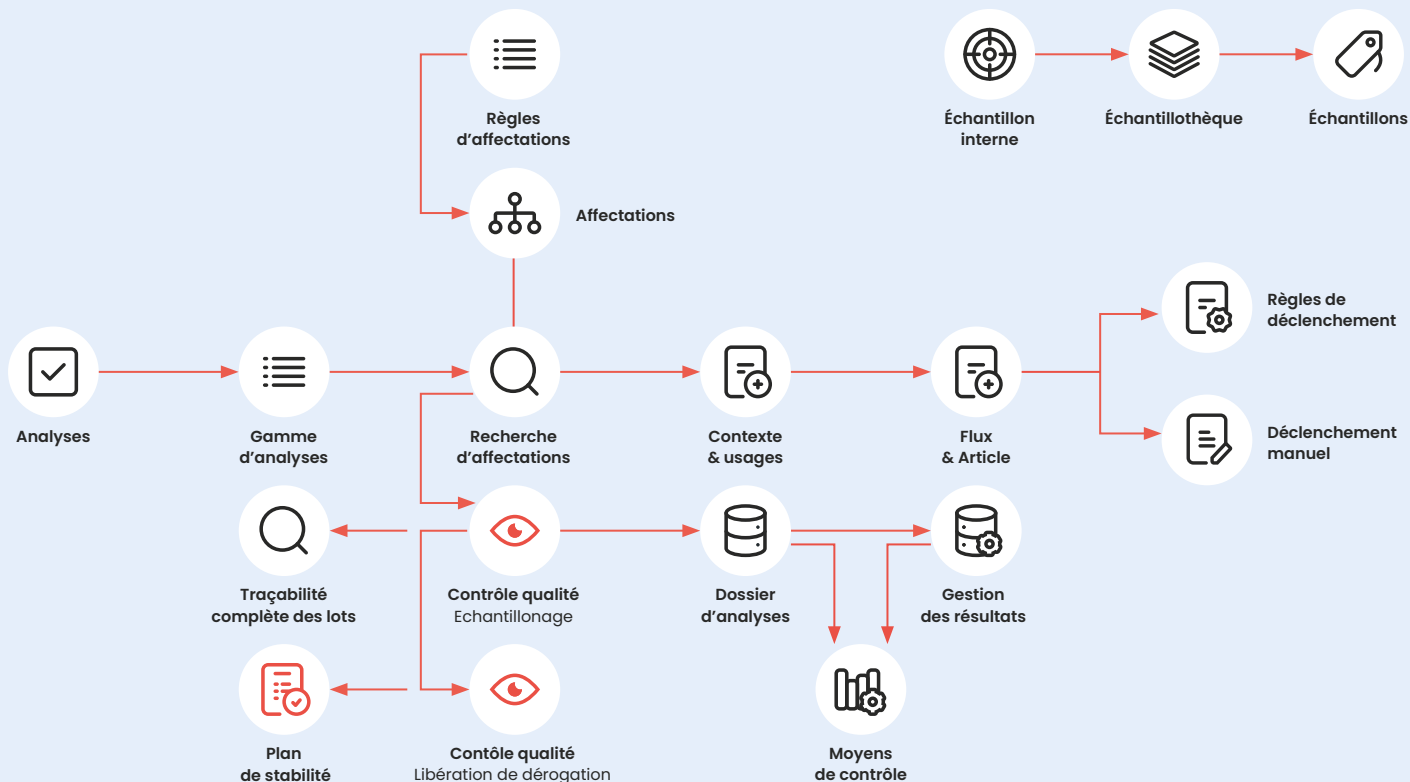 Règles
d’affectations
Échantillon
interne
Échantillothèque
Échantillons
Affectations
Règles de
déclenchement
Analyses
Gamme
d’analyses
Recherche
d’affectations
Contexte
& usages
Flux
& Article
Déclenchement
manuel
Traçabilité
complète des lots
Contrôle qualité
Echantillonage
Dossier
d’analyses
Gestion
des résultats
Plan
de stabilité
Contôle qualité
Libération de dérogation
Moyens
de contrôle